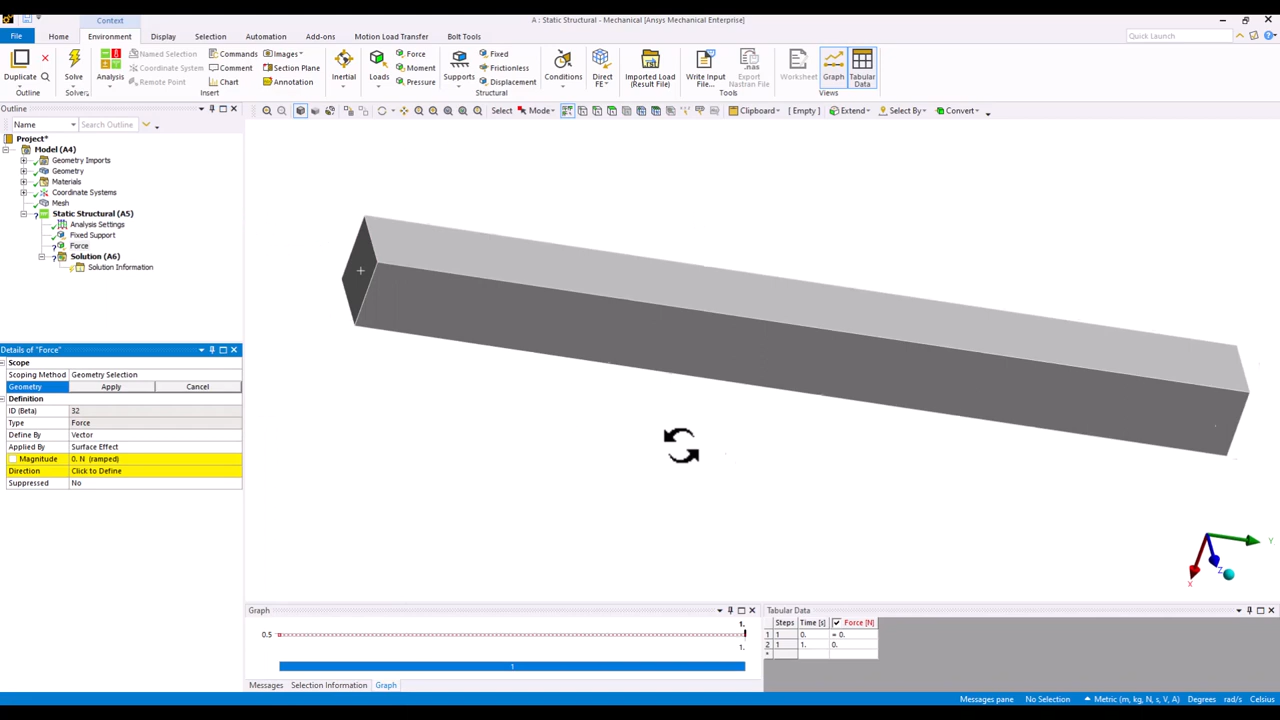 A : Static Structural - Mechanical [Ansys Mechanical Enterprise]
Context
File Home Environment Display Selection Automation Add-ons Motion Load Transfer Bolt Tools Quick Launch
Duplicate Solve Analysis Named Selection Coordinate System Remote Point Commands Comment Chart Images Section Plane Annotation Inertial Loads Force Moment Pressure Supports Fixed Frictionless Displacement Conditions Direct FE Imported Load (Result File) Write Input File... Export Nastran File Worksheet Graph Tabular Data
Outline Solver Insert Structural Tools Views
Outline
Select Mode Clipboard [ Empty ] Extend Select By Convert
Name Search Outline
Project*
Model (A4)
Geometry Imports
Geometry
Materials
Coordinate Systems
Mesh
Static Structural (A5)
Analysis Settings
Fixed Support
Force
Solution (A6)
Solution Information
Details of "Force"
Scope
Scoping Method Geometry Selection
Geometry Apply Cancel
Definition
ID (Beta) 32
Type Force
Define By Vector
Applied By Surface Effect
Magnitude 0. N (ramped)
Direction Click to Define
Suppressed No
Y
Z
X
Graph
1.
0.5
1.
1
Messages Selection Information Graph
Tabular Data
Steps Time [s] Force [N]
1 1 0. = 0.
2 1 1. 0.
*
Messages pane No Selection Metric (m, kg, N, s, V, A) Degrees rad/s Celsius